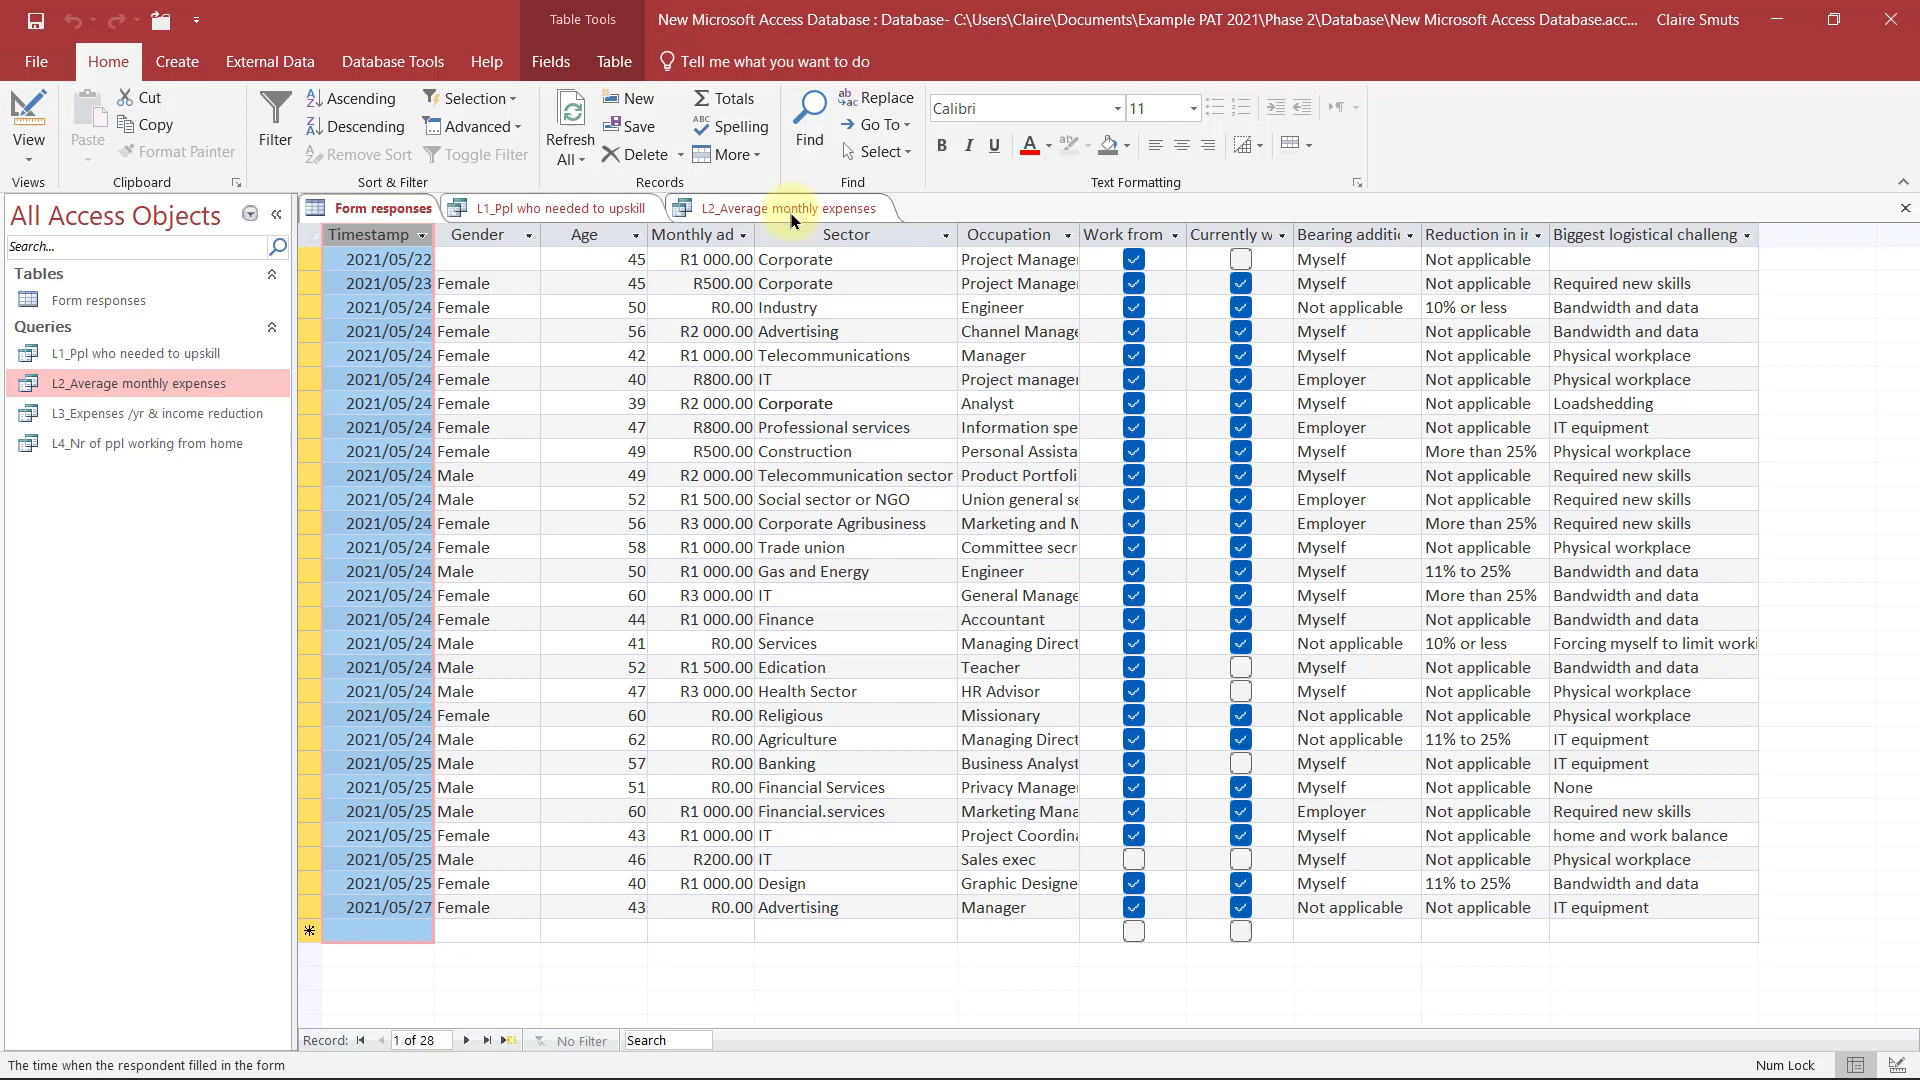 Table Tools
New Microsoft Access Database : Database- C:\Users\Claire\Documents\Example PAT 2021\Phase 2\Database\New Microsoft Access Database.acc...
Claire Smuts
File Home Create External Data Database Tools Help Fields Table Tell me what you want to do
View
Views
Paste
Cut
Copy
Format Painter
Clipboard
Filter
Ascending
Descending
Remove Sort
Selection
Advanced
Toggle Filter
Sort & Filter
Refresh
All
New
Save
Delete
Totals
Spelling
More
Records
Find
Replace
Go To
Select
Find
Calibri 11
B I U A
Text Formatting
All Access Objects
Search...
Tables
Form responses
Queries
L1_Ppl who needed to upskill
L2_Average monthly expenses
L3_Expenses /yr & income reduction
L4_Nr of ppl working from home
Form responses L1_Ppl who needed to upskill L2_Average monthly expenses
Timestamp Gender Age Monthly ad Sector Occupation Work from Currently w Bearing additi Reduction in ir Biggest logistical challeng
2021/05/22 45 R1 000.00 Corporate Project Manager Myself Not applicable
2021/05/23 Female 45 R500.00 Corporate Project Manager Myself Not applicable Required new skills
2021/05/24 Female 50 R0.00 Industry Engineer Not applicable 10% or less Bandwidth and data
2021/05/24 Female 56 R2 000.00 Advertising Channel Manage Myself Not applicable Bandwidth and data
2021/05/24 Female 42 R1 000.00 Telecommunications Manager Myself Not applicable Physical workplace
2021/05/24 Female 40 R800.00 IT Project manager Employer Not applicable Physical workplace
2021/05/24 Female 39 R2 000.00 Corporate Analyst Myself Not applicable Loadshedding
2021/05/24 Female 47 R800.00 Professional services Information spe Employer Not applicable IT equipment
2021/05/24 Female 49 R500.00 Construction Personal Assista Myself More than 25% Physical workplace
2021/05/24 Male 49 R2 000.00 Telecommunication sector Product Portfoli Myself Not applicable Required new skills
2021/05/24 Male 52 R1 500.00 Social sector or NGO Union general se Employer Not applicable Required new skills
2021/05/24 Female 56 R3 000.00 Corporate Agribusiness Marketing and M Employer More than 25% Required new skills
2021/05/24 Female 58 R1 000.00 Trade union Committee secr Myself Not applicable Physical workplace
2021/05/24 Male 50 R1 000.00 Gas and Energy Engineer Myself 11% to 25% Bandwidth and data
2021/05/24 Female 60 R3 000.00 IT General Manage Myself More than 25% Bandwidth and data
2021/05/24 Female 44 R1 000.00 Finance Accountant Myself Not applicable Bandwidth and data
2021/05/24 Male 41 R0.00 Services Managing Direct Not applicable 10% or less Forcing myself to limit worki
2021/05/24 Male 52 R1 500.00 Edication Teacher Myself Not applicable Bandwidth and data
2021/05/24 Male 47 R3 000.00 Health Sector HR Advisor Myself Not applicable Physical workplace
2021/05/24 Female 60 R0.00 Religious Missionary Not applicable Not applicable Physical workplace
2021/05/24 Male 62 R0.00 Agriculture Managing Direct Not applicable 11% to 25% IT equipment
2021/05/25 Male 57 R0.00 Banking Business Analyst Myself Not applicable IT equipment
2021/05/25 Male 51 R0.00 Financial Services Privacy Manage Myself Not applicable None
2021/05/25 Male 60 R1 000.00 Financial.services Marketing Mana Employer Not applicable Required new skills
2021/05/25 Female 43 R1 000.00 IT Project Coordina Myself Not applicable home and work balance
2021/05/25 Male 46 R200.00 IT Sales exec Myself Not applicable Physical workplace
2021/05/25 Female 40 R1 000.00 Design Graphic Designe Myself 11% to 25% Bandwidth and data
2021/05/27 Female 43 R0.00 Advertising Manager Not applicable Not applicable IT equipment
Record: 1 of 28 No Filter Search
The time when the respondent filled in the form
Num Lock